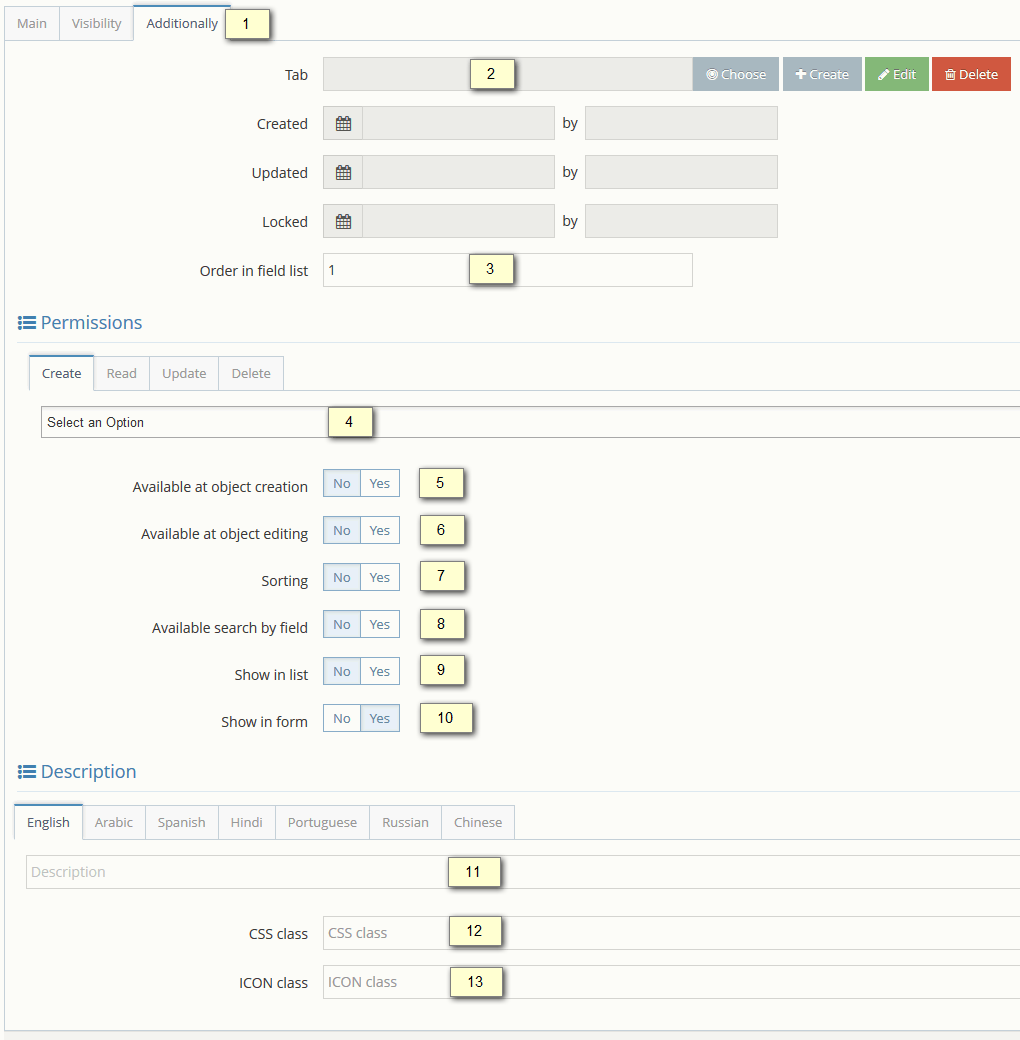 Main Visibility Additionally 1
Tab 2 Choose Create Edit Delete
Created by
Updated by
Locked by
Order in field list 1 3
Permissions
Create Read Update Delete
Select an Option 4
Available at object creation No Yes 5
Available at object editing No Yes 6
Sorting No Yes 7
Available search by field No Yes 8
Show in list No Yes 9
Show in form No Yes 10
Description
English Arabic Spanish Hindi Portuguese Russian Chinese
Description 11
CSS class CSS class 12
ICON class ICON class 13